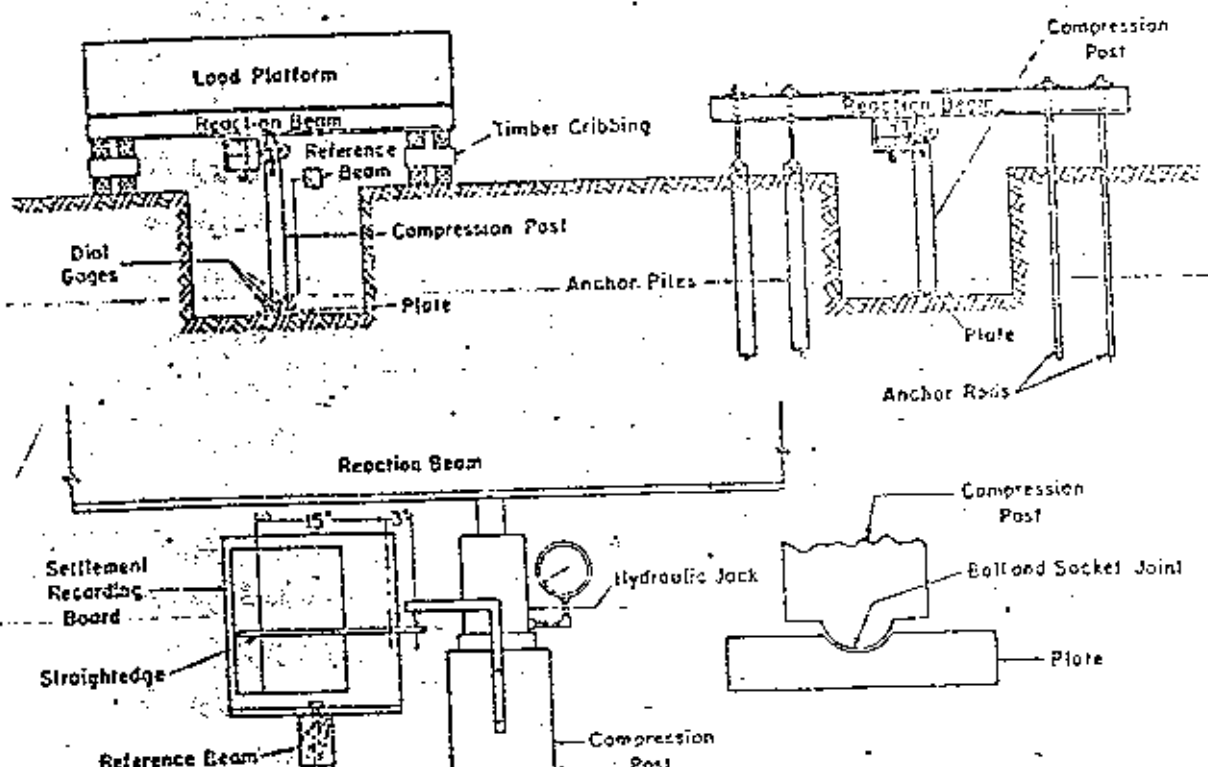 Load Platform
Reaction Beam
Reference
Beam
Timber Cribbing
Compression Post
Dial
Gages
Plate
Compression
Post
Reaction Beam
Anchor Piles
Plate
Anchor Rods
Reaction Beam
15"
3"
Settlement
Recording
Board
Straightedge
Reference Beam
Hydraulic Jack
Compression
Post
Compression
Post
Ball and Socket Joint
Plate